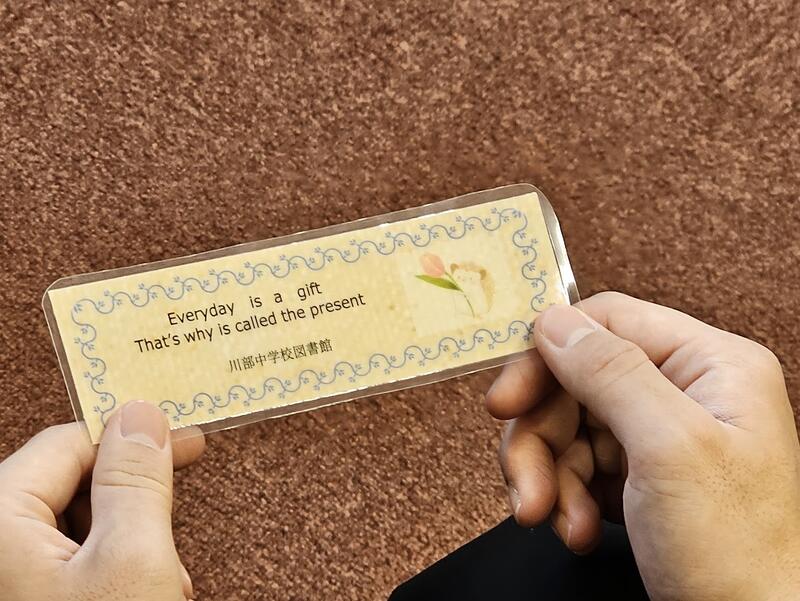 Everyday is a gift
That's why is called the present
川部中学校図書館